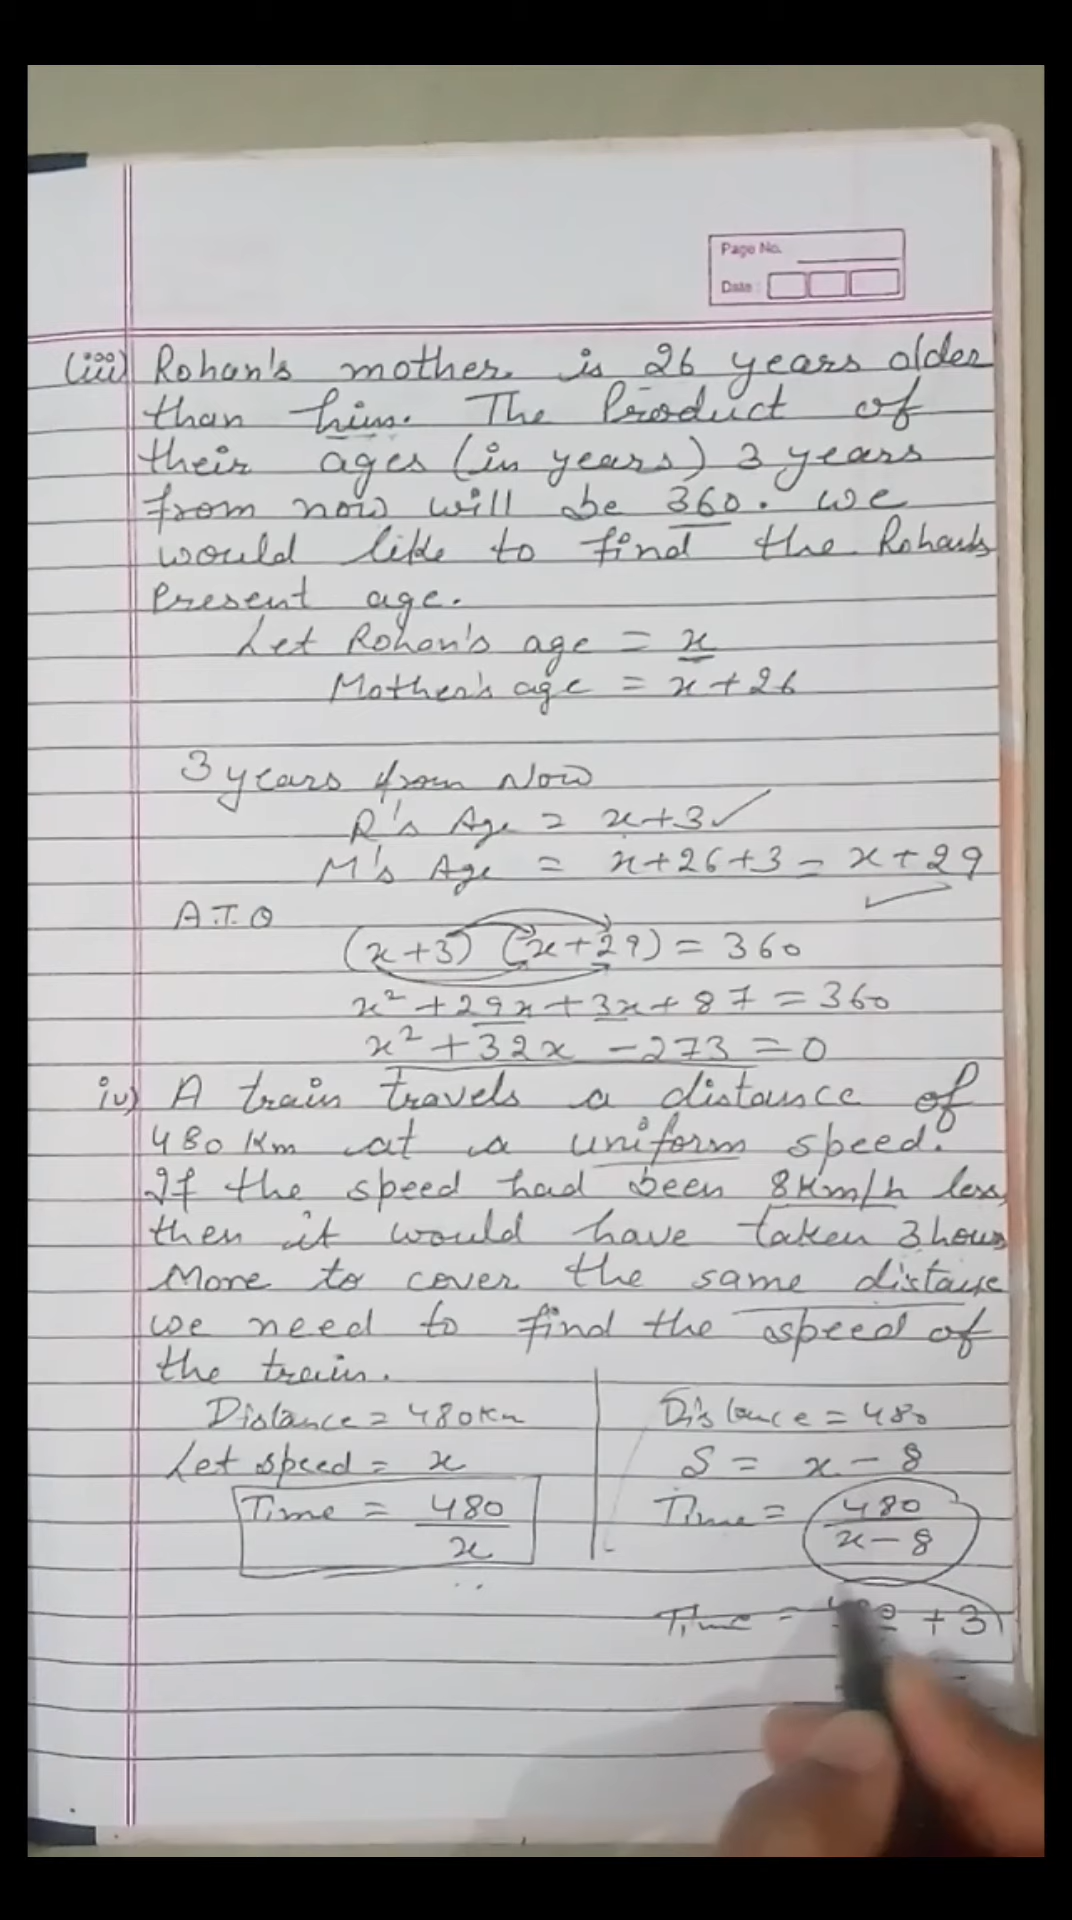 Page No.
Date:
(iii) Rohan's mother is 26 years older
than him. The Product of
their ages (in years) 3 years
from now will be 360. we
would like to find the Rohan's
Present age.
Let Rohan's age = x
Mother's age = x + 26
3 years from Now
R's Age = x+3 ✓
M's Age = x+26+3 = x+29
A.T.Q
(x+3) (x+29) = 360
x² + 29x + 3x + 87 = 360
x² + 32x - 273 = 0
iv) A train travels a distance of
480 Km at a uniform speed.
If the speed had been 8 Km/h less,
then it would have taken 3 hours
More to cover the same distance
we need to find the speed of
the train.
Distance = 480Km
Let speed = x
Time = 480/x
Distance = 480
S = x - 8
Time = 480/x-8
Time = + 3